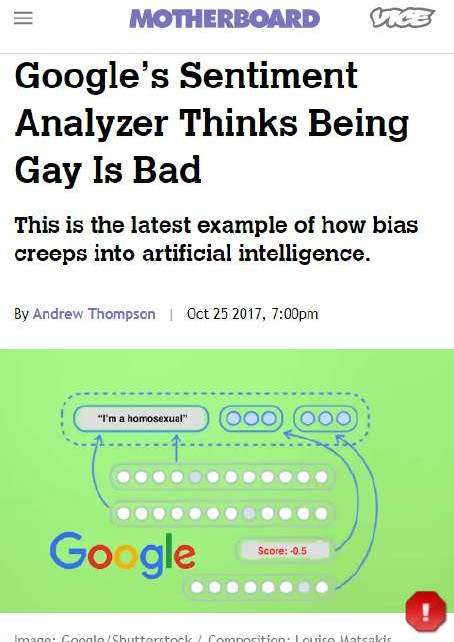 MOTHERBOARD VICE
Google's Sentiment
Analyzer Thinks Being
Gay Is Bad
This is the latest example of how bias
creeps into artificial intelligence.
By Andrew Thompson | Oct 25 2017, 7:00pm
"I'm a homosexual"
Google
Score: -0.5
!
Image: Google/Shutterstock / Composition: Louise Matsakis